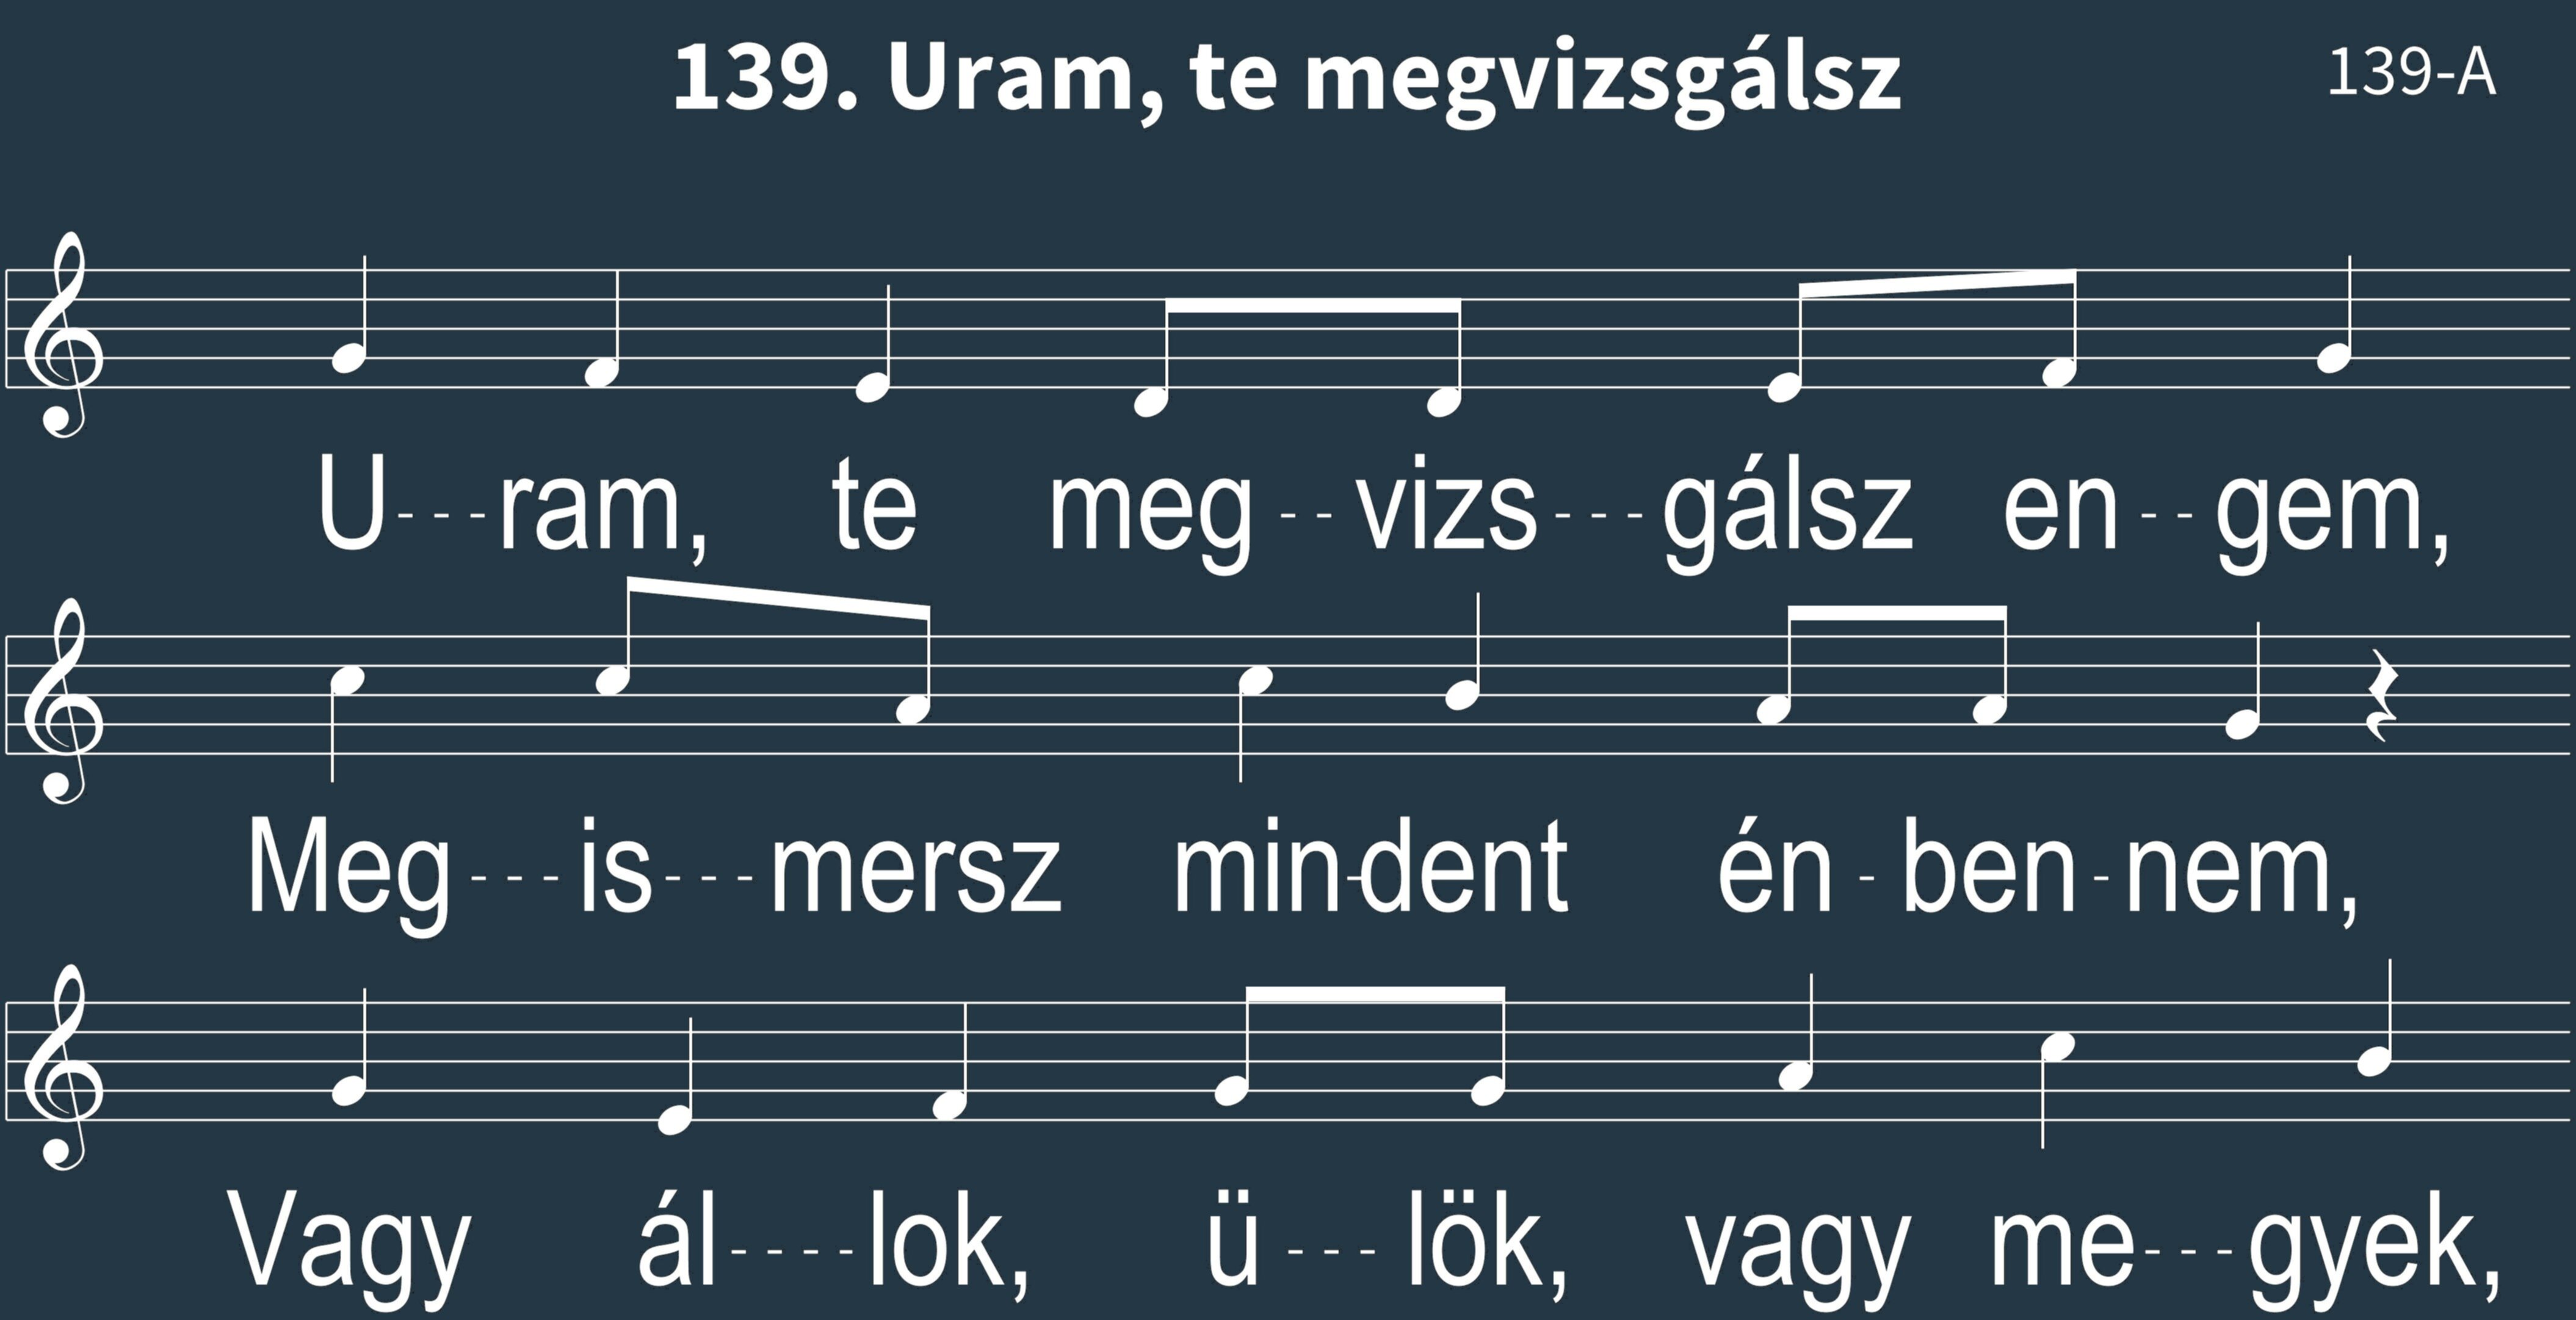 139. Uram, te megvizsgálsz 139-A
U---ram, te meg--vizs---gálsz en--gem,
Meg---is---mersz min-dent én-ben-nem,
Vagy ál----lok, ü---lök, vagy me---gyek,